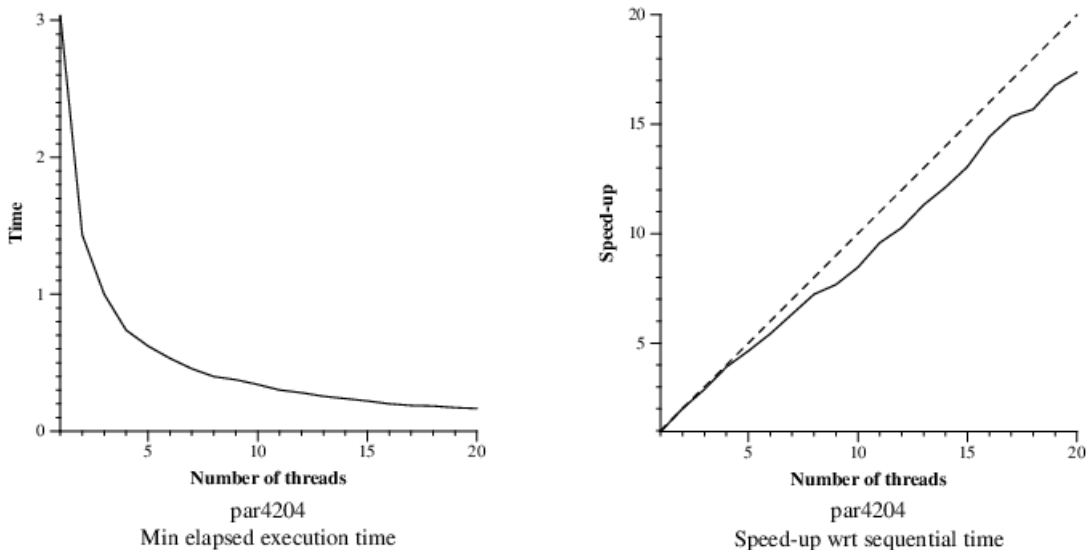 3
2
1
0
Time
5
10
15
20
Number of threads
par4204
Min elapsed execution time
20
15
10
5
Speed-up
5
10
15
20
Number of threads
par4204
Speed-up wrt sequential time